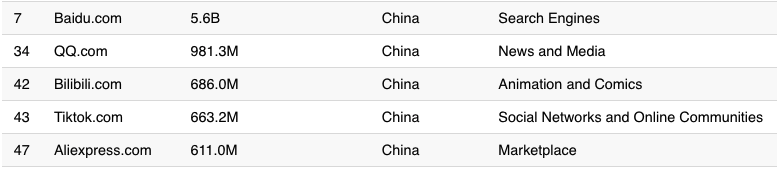 7 Baidu.com 5.6B China Search Engines
34 QQ.com 981.3M China News and Media
42 Bilibili.com 686.0M China Animation and Comics
43 Tiktok.com 663.2M China Social Networks and Online Communities
47 Aliexpress.com 611.0M China Marketplace